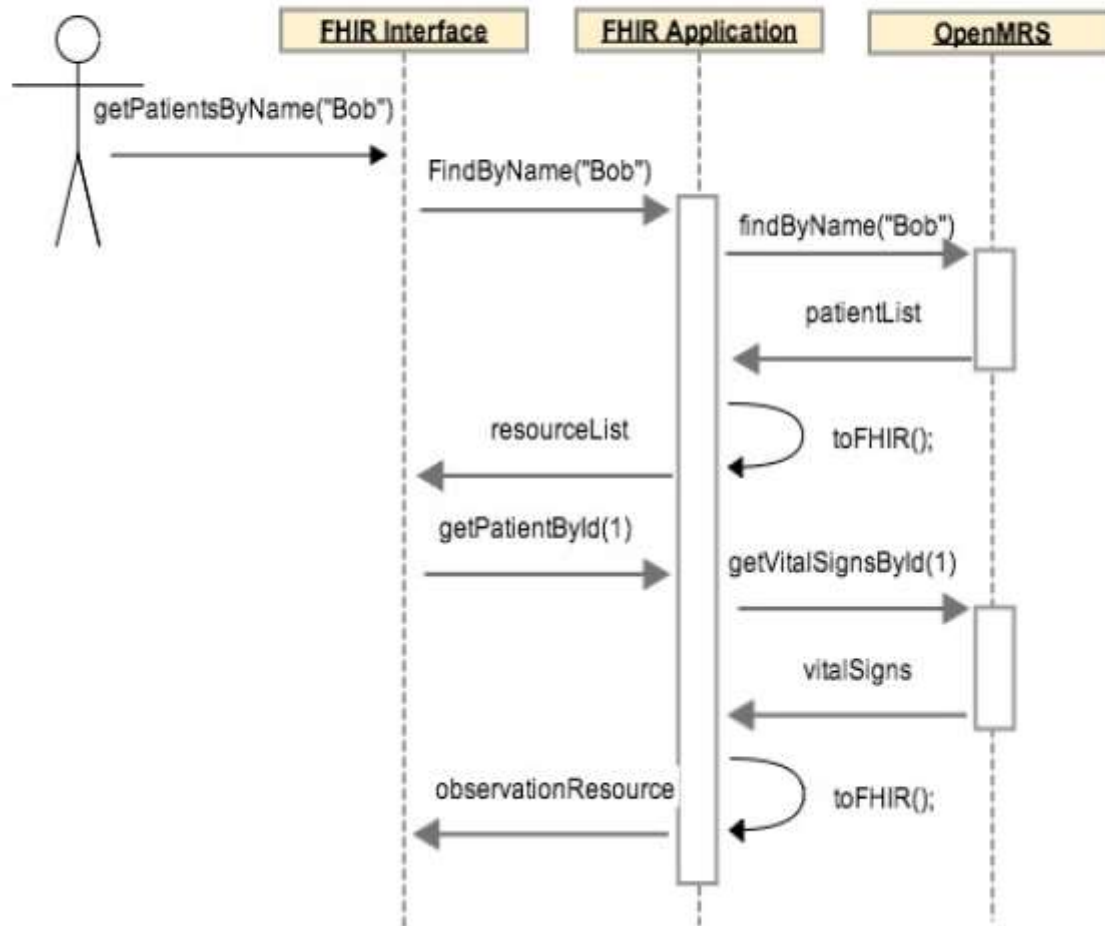 FHIR Interface
FHIR Application
OpenMRS
getPatientsByName("Bob")
FindByName("Bob")
findByName("Bob")
patientList
resourceList
toFHIR();
getPatientById(1)
getVitalSignsById(1)
vitalSigns
observationResource
toFHIR();